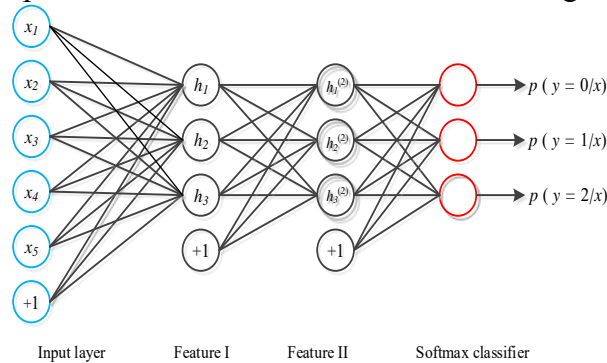 x1
x2
x3
x4
x5
+1
h1
h2
h3
+1
h1(2)
h2(2)
h3(2)
+1
p ( y = 0/x)
p ( y = 1/x)
p ( y = 2/x)
Input layer Feature I Feature II Softmax classifier